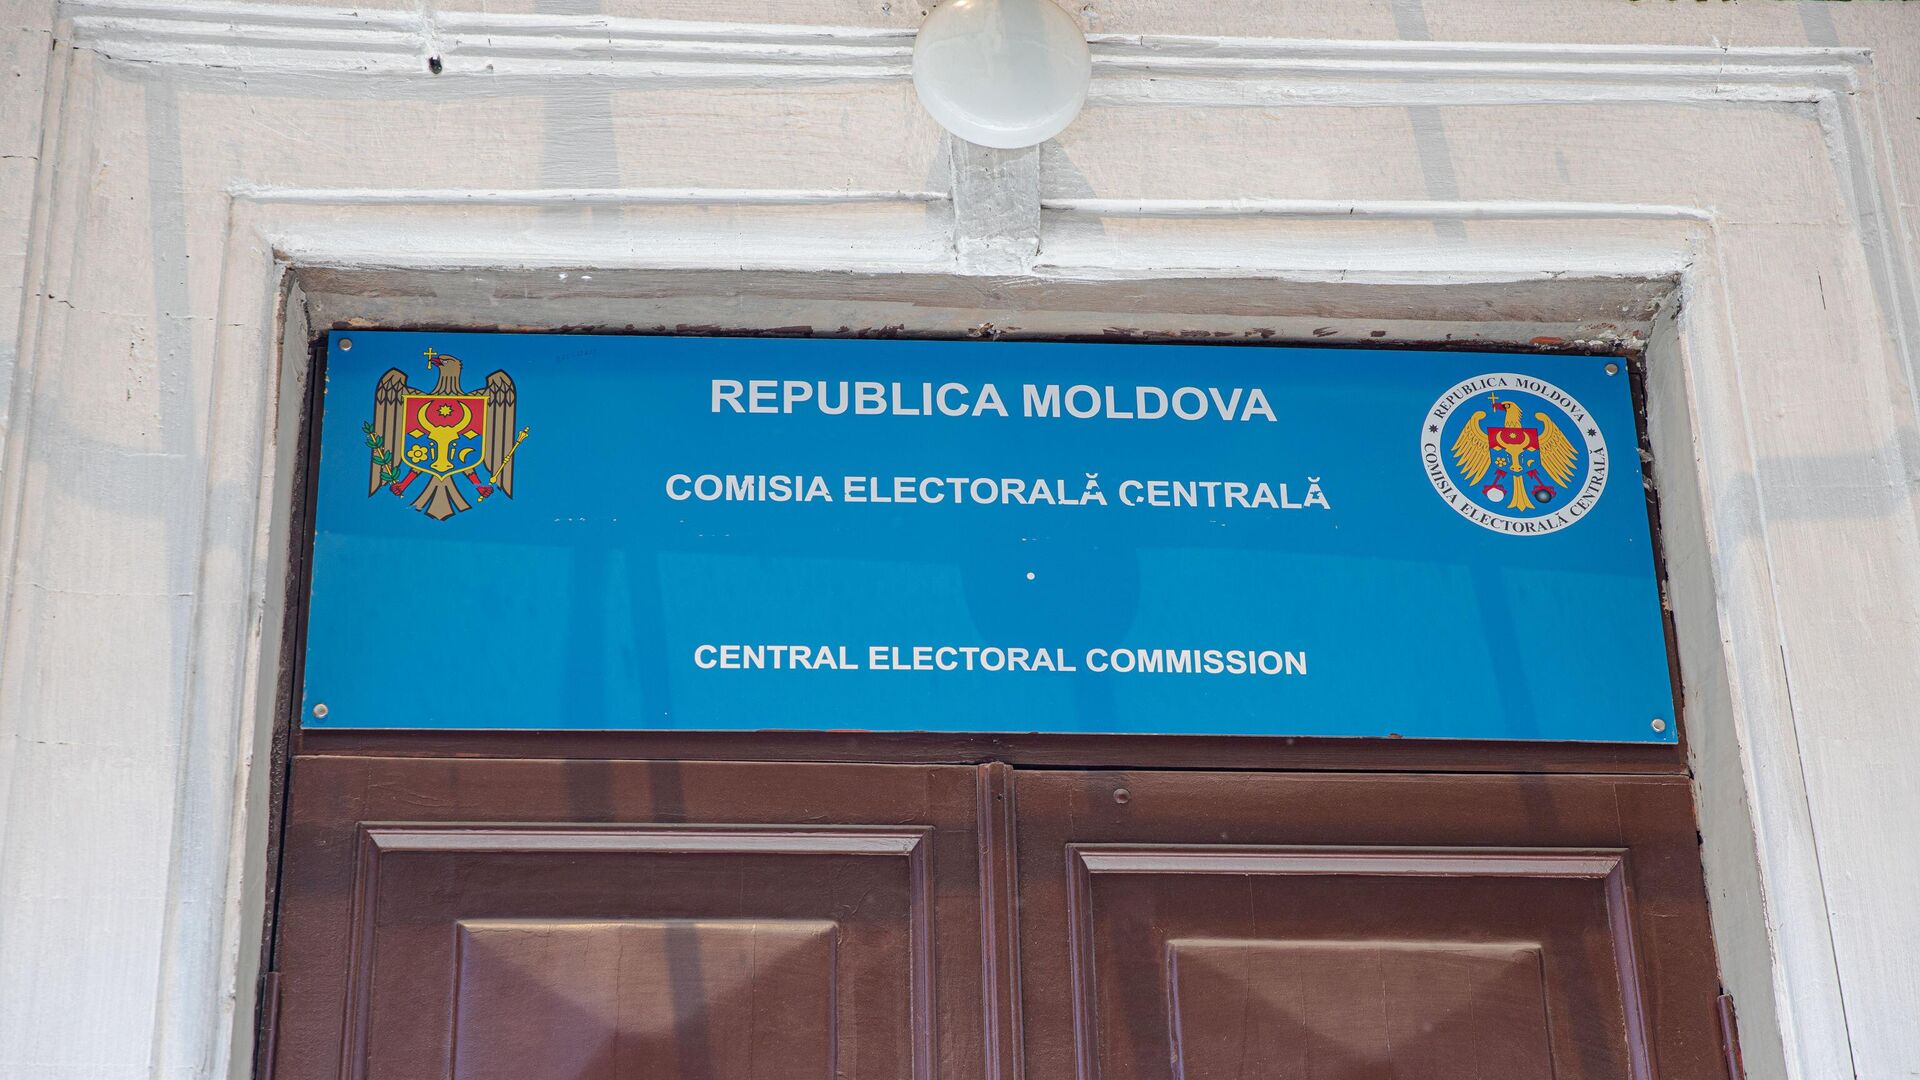 REPUBLICA MOLDOVA
COMISIA ELECTORALĂ CENTRALĂ
CENTRAL ELECTORAL COMMISSION
* REPUBLICA MOLDOVA *
COMISIA ELECTORALĂ CENTRALĂ